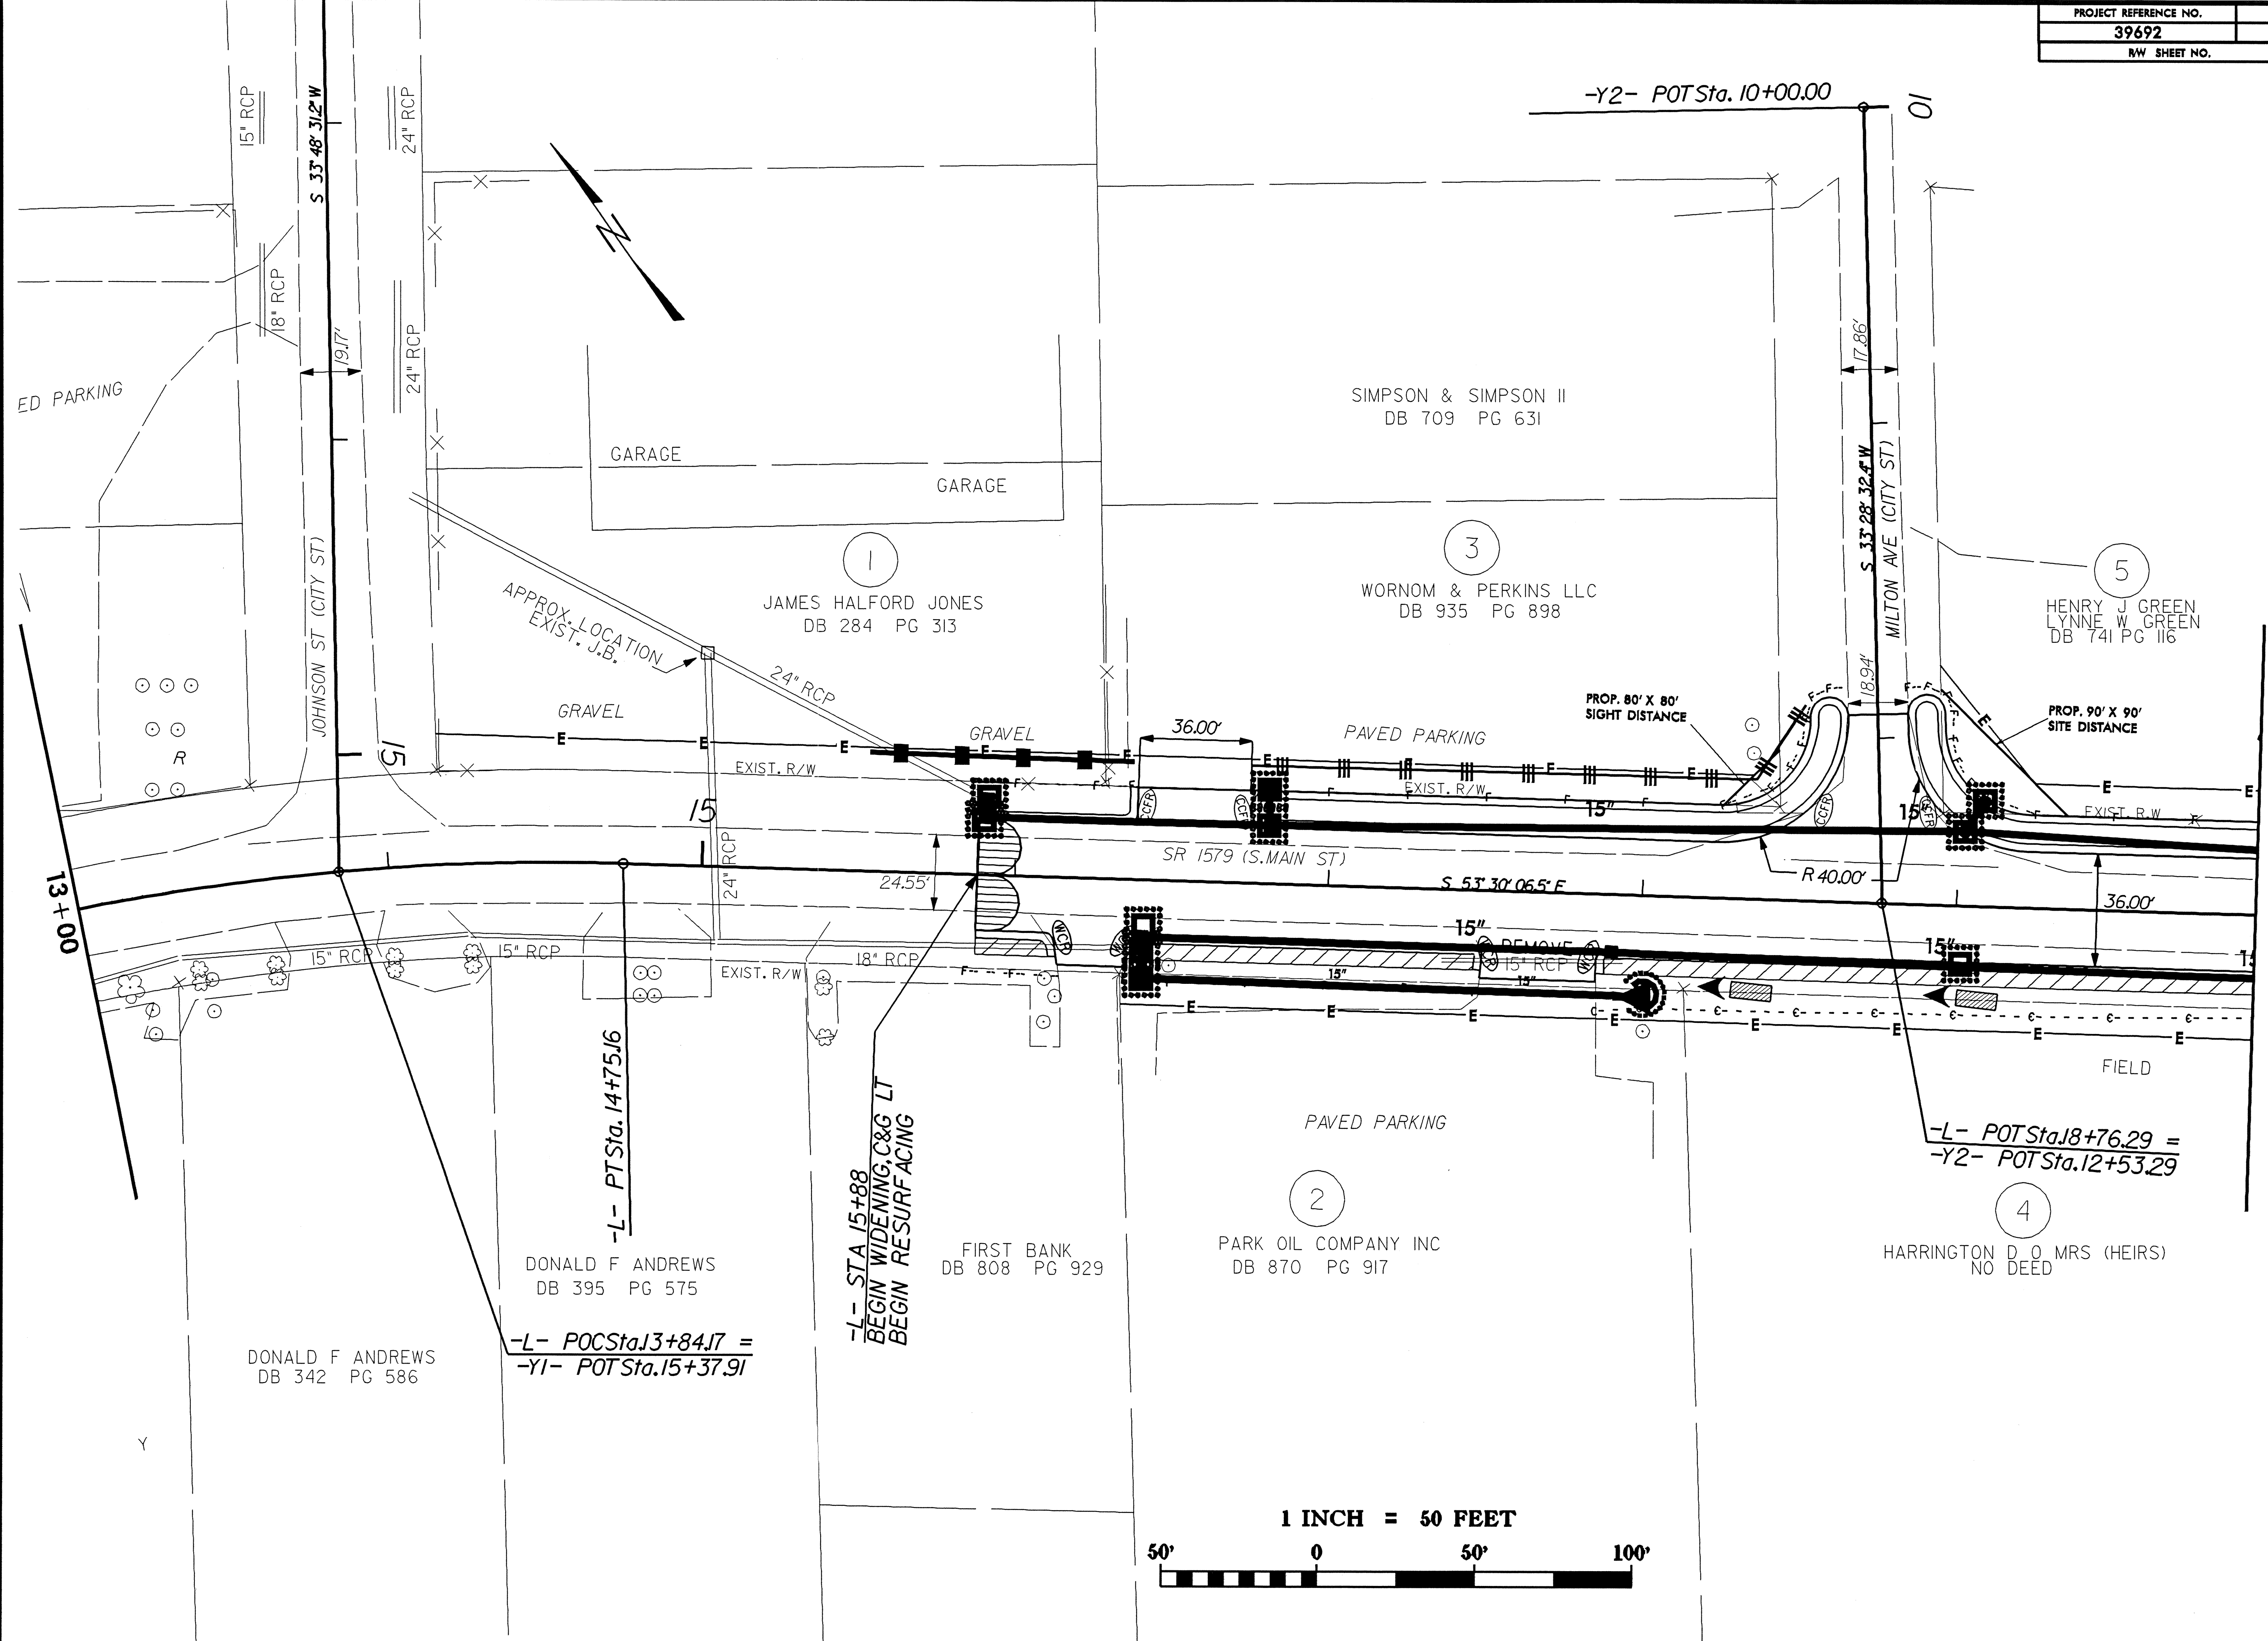 PROJECT REFERENCE NO.
39692
R/W SHEET NO.
-Y2- POT Sta. 10+00.00
10
15" RCP
S 33° 48' 31.2" W
24" RCP
18" RCP
19.17'
24" RCP
ED PARKING
17.86'
SIMPSON & SIMPSON II
DB 709 PG 631
GARAGE
GARAGE
S 33° 28' 32.4" W
MILTON AVE (CITY ST)
JOHNSON ST (CITY ST)
1
JAMES HALFORD JONES
DB 284 PG 313
3
WORNOM & PERKINS LLC
DB 935 PG 898
5
HENRY J GREEN
LYNNE W GREEN
DB 741 PG 116
APPROX. LOCATION
EXIST. J.B.
24" RCP
18.94'
PROP. 80' X 80'
SIGHT DISTANCE
PROP. 90' X 90'
SITE DISTANCE
GRAVEL
GRAVEL
36.00'
PAVED PARKING
R
15
E E E E E E E E E E E
EXIST. R/W
EXIST. R/W
EXIST. R.W
F F F F F F F F
15
15"
15"
CCFR
CCFR
CCFR
CCFR
SR 1579 (S.MAIN ST)
24" RCP
24.55'
R 40.00'
S 53° 30' 06.5" E
36.00'
13+00
15" RCP
15" RCP
18" RCP
EXIST. R/W
WCR
WCR
WCR
15"
REMOVE
15" RCP
15"
15"
15"
F F
E E E E E E E E
C C C C C C C C
FIELD
PAVED PARKING
-L- PT Sta. 14+75.16
-L- STA 15+88
BEGIN WIDENING,C&G LT
BEGIN RESURFACING
-L- POT Sta.18+76.29 =
-Y2- POT Sta.12+53.29
2
PARK OIL COMPANY INC
DB 870 PG 917
4
HARRINGTON D O MRS (HEIRS)
NO DEED
FIRST BANK
DB 808 PG 929
DONALD F ANDREWS
DB 395 PG 575
-L- POC Sta.13+84.17 =
-Y1- POT Sta.15+37.91
DONALD F ANDREWS
DB 342 PG 586
Y
1 INCH = 50 FEET
50' 0 50' 100'